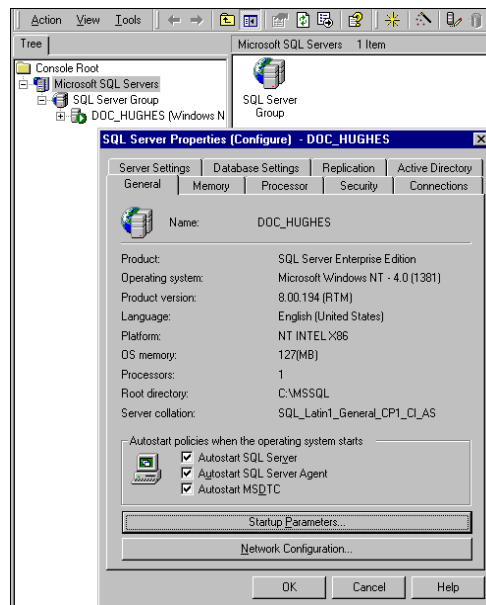 Action View Tools
Tree Microsoft SQL Servers 1 Item
Console Root
Microsoft SQL Servers
SQL Server Group
DOC_HUGHES (Windows N
SQL Server
Group
SQL Server Properties (Configure) - DOC_HUGHES
Server Settings Database Settings Replication Active Directory
General Memory Processor Security Connections
Name: DOC_HUGHES
Product: SQL Server Enterprise Edition
Operating system: Microsoft Windows NT - 4.0 (1381)
Product version: 8.00.194 (RTM)
Language: English (United States)
Platform: NT INTEL X86
OS memory: 127(MB)
Processors: 1
Root directory: C:\MSSQL
Server collation: SQL_Latin1_General_CP1_CI_AS
Autostart policies when the operating system starts
Autostart SQL Server
Autostart SQL Server Agent
Autostart MSDTC
Startup Parameters...
Network Configuration...
OK Cancel Help